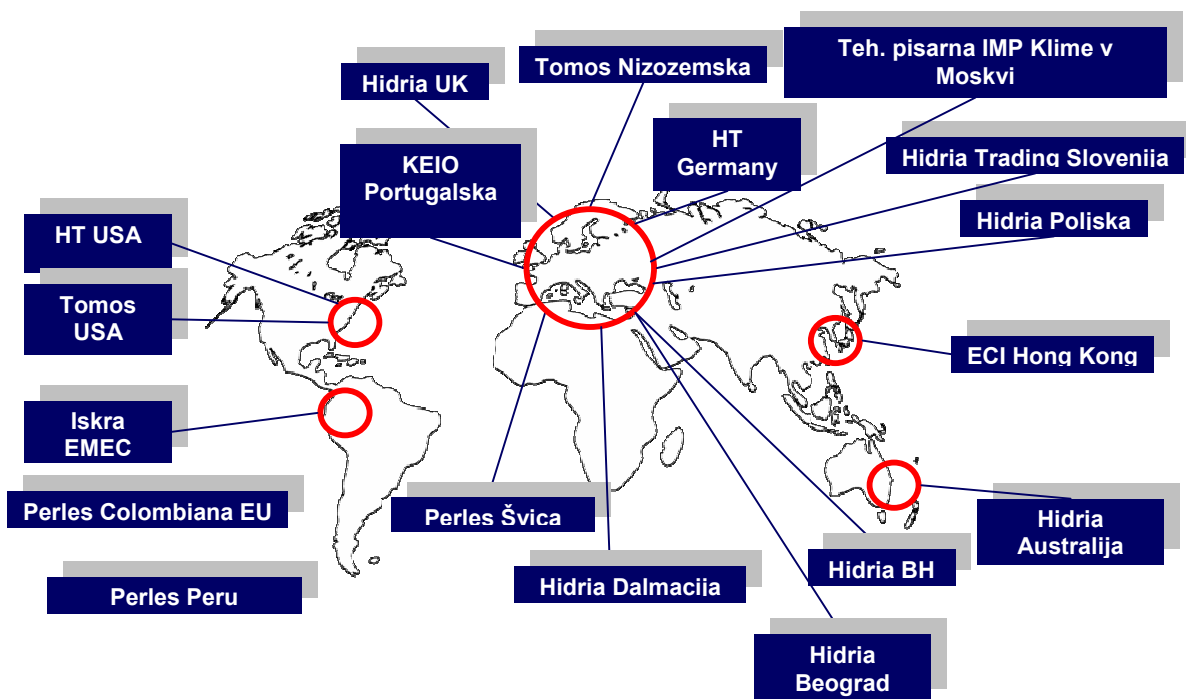 Teh. pisarna IMP Klime v
Moskvi
Tomos Nizozemska
Hidria UK
HT
Germany
KEIO
Portugalska
Hidria Trading Slovenija
Hidria Poljska
HT USA
Tomos
USA
ECI Hong Kong
Iskra
EMEC
Perles Colombiana EU
Perles Švica
Hidria
Australija
Hidria BH
Hidria Dalmacija
Perles Peru
Hidria
Beograd